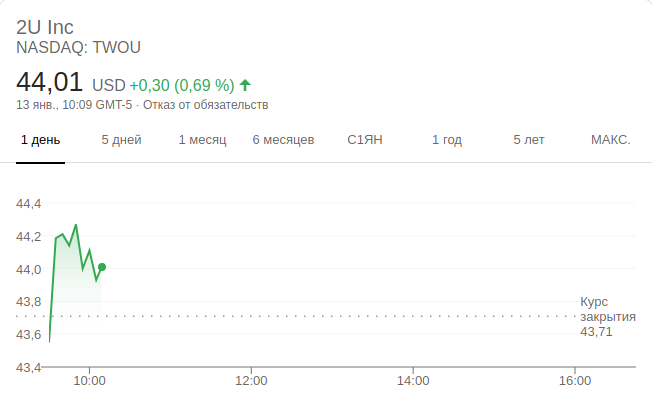 2U Inc
NASDAQ: TWOU
44,01 USD +0,30 (0,69 %)
13 янв., 10:09 GMT-5 · Отказ от обязательств
1 день 5 дней 1 месяц 6 месяцев С1ЯН 1 год 5 лет МАКС.
44,4
44,2
44,0
43,8
43,6
43,4
Курс
закрытия
43,71
10:00 12:00 14:00 16:00